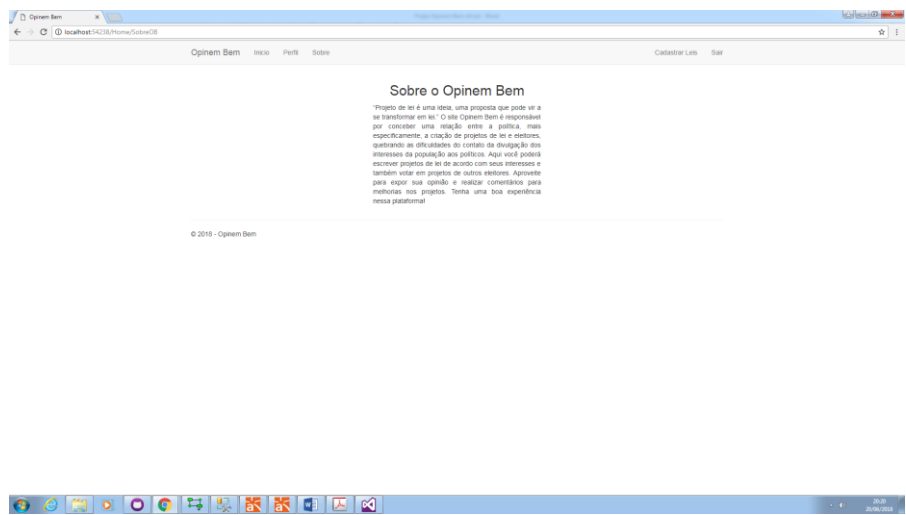 Opinem Bem
localhost:54238/Home/SobreOB
Opinem Bem Início Perfil Sobre Cadastrar Leis Sair
Sobre o Opinem Bem
"Projeto de lei é uma ideia, uma proposta que pode vir a
se transformar em lei." O site Opinem Bem é responsável
por conceber uma relação entre a política, mais
especificamente, a criação de projetos de lei e eleitores,
quebrando as dificuldades do contato da divulgação dos
interesses da população aos políticos. Aqui você poderá
escrever projetos de lei de acordo com seus interesses e
também votar em projetos de outros eleitores. Aproveite
para expor sua opinião e realizar comentários para
melhorias nos projetos. Tenha uma boa experiência
nessa plataforma!
© 2018 - Opinem Bem
20:20
20/06/2018